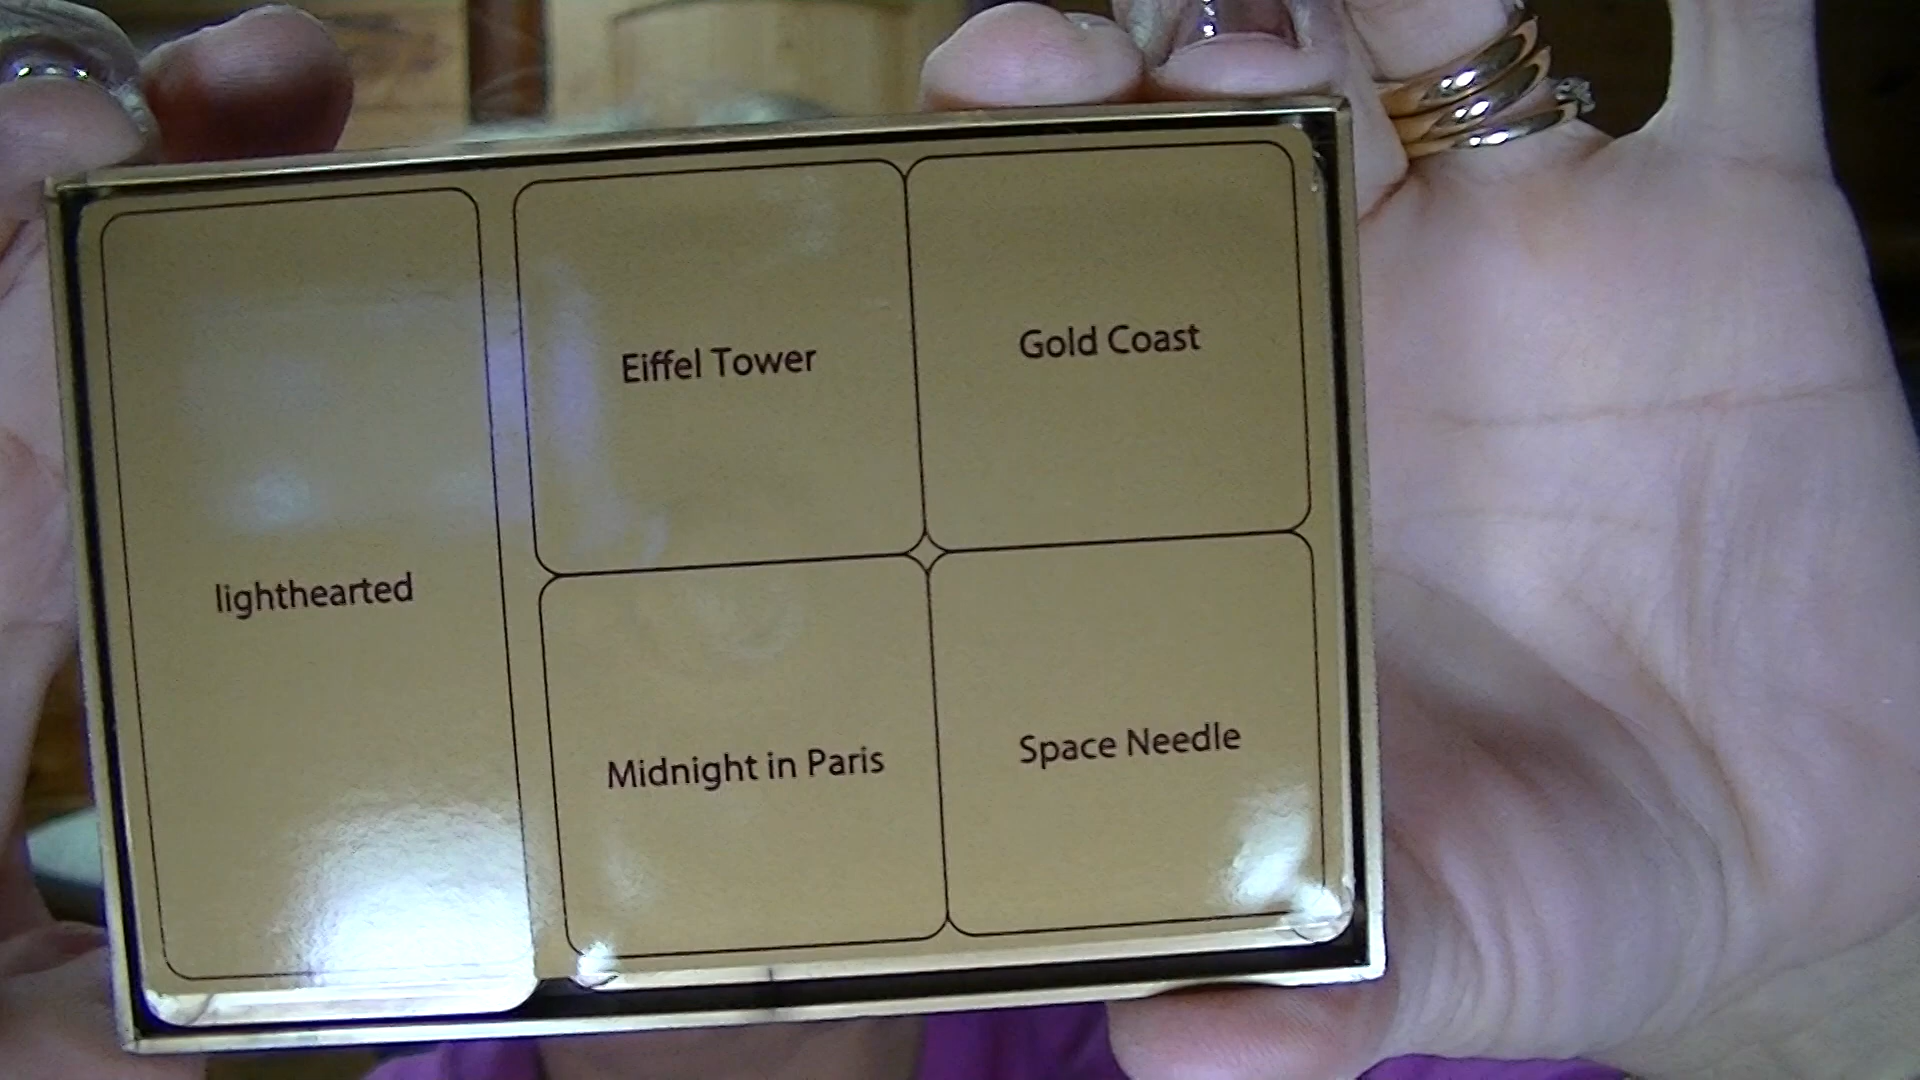 lighthearted
Eiffel Tower
Gold Coast
Midnight in Paris
Space Needle